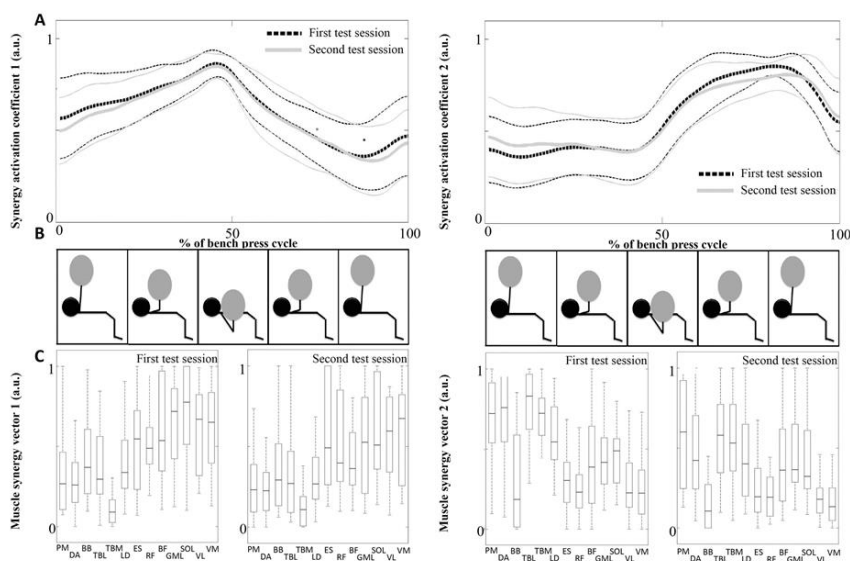 A
Synergy activation coefficient 1 (a.u.)
1
0
First test session
Second test session
50
100
% of bench press cycle
Synergy activation coefficient 2 (a.u.)
1
0
First test session
Second test session
0
50
100
% of bench press cycle
B
C
Muscle synergy vector 1 (a.u.)
1
0
First test session
PM DA BB TBL TBM LD ES RF BF GML SOL VL VM
Second test session
PM DA BB TBL TBM LD ES RF BF GML SOL VL VM
Muscle synergy vector 2 (a.u.)
1
0
First test session
PM DA BB TBL TBM LD ES RF BF GML SOL VL VM
Second test session
PM DA BB TBL TBM LD ES RF BF GML SOL VL VM